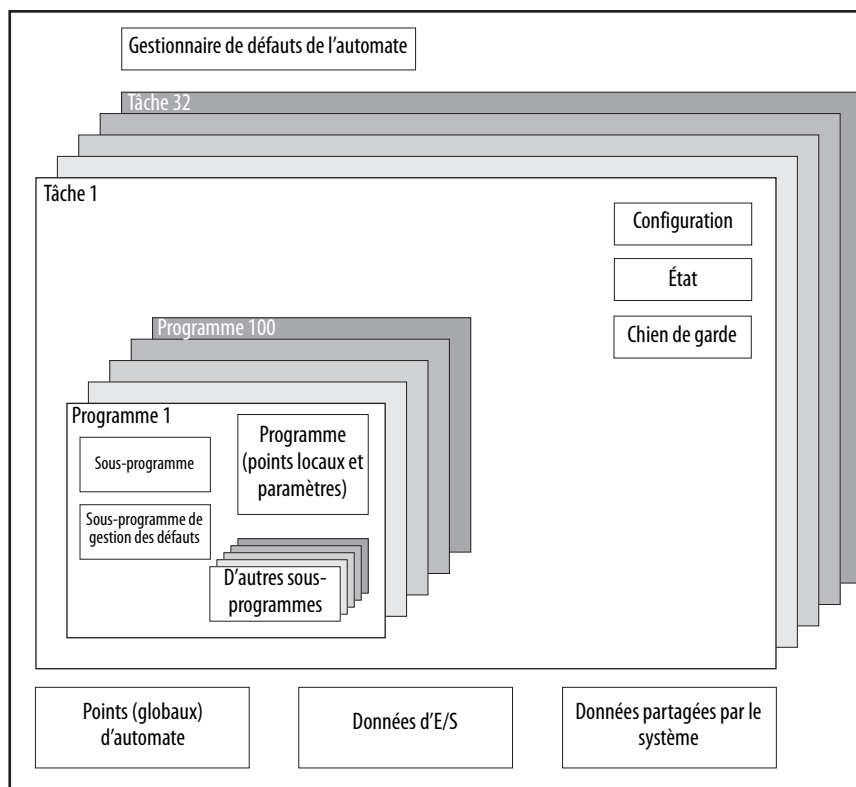 Gestionnaire de défauts de l’automate
Tâche 32
Tâche 1
Configuration
État
Chien de garde
Programme 100
Programme 1
Sous-programme
Programme
(points locaux et
paramètres)
Sous-programme de
gestion des défauts
D’autres sous-
programmes
Points (globaux)
d’automate
Données d’E/S
Données partagées par le
système